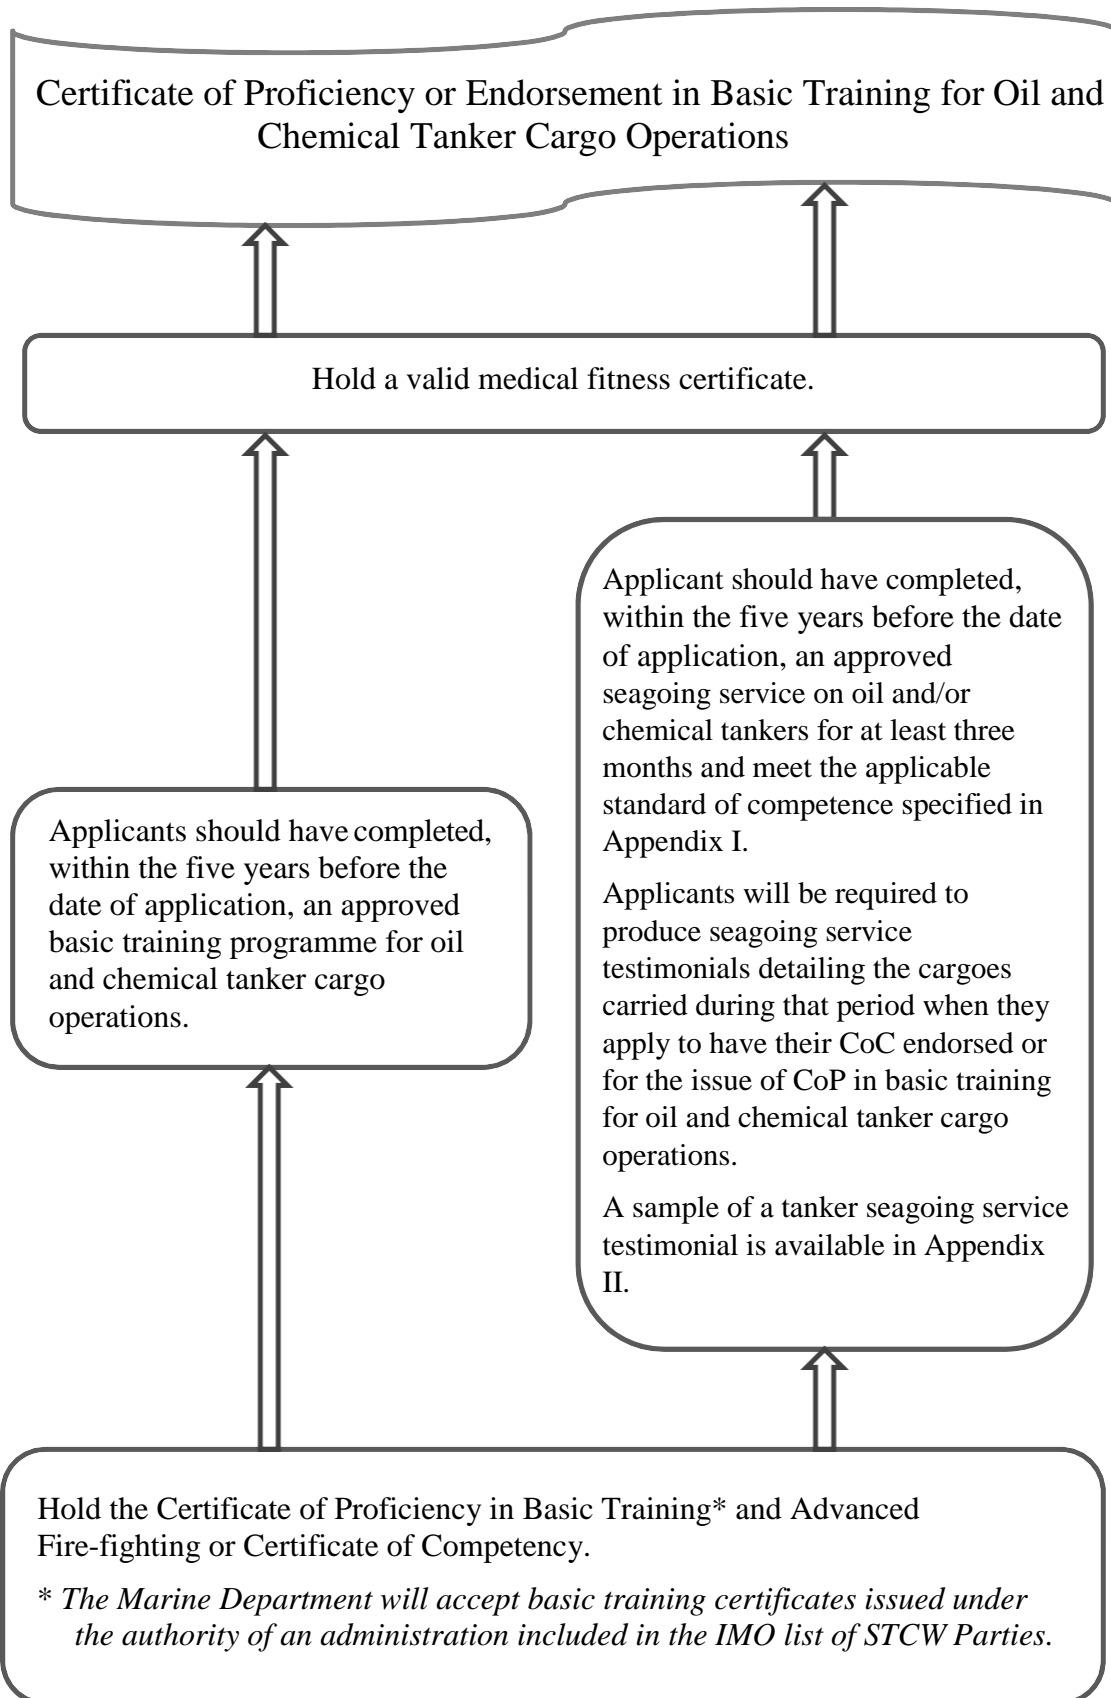 Certificate of Proficiency or Endorsement in Basic Training for Oil and
Chemical Tanker Cargo Operations
Hold a valid medical fitness certificate.
Applicants should have completed,
within the five years before the
date of application, an approved
basic training programme for oil
and chemical tanker cargo
operations.
Applicant should have completed,
within the five years before the date
of application, an approved
seagoing service on oil and/or
chemical tankers for at least three
months and meet the applicable
standard of competence specified in
Appendix I.
Applicants will be required to
produce seagoing service
testimonials detailing the cargoes
carried during that period when they
apply to have their CoC endorsed or
for the issue of CoP in basic training
for oil and chemical tanker cargo
operations.
A sample of a tanker seagoing service
testimonial is available in Appendix
II.
Hold the Certificate of Proficiency in Basic Training* and Advanced
Fire-fighting or Certificate of Competency.
* The Marine Department will accept basic training certificates issued under
the authority of an administration included in the IMO list of STCW Parties.